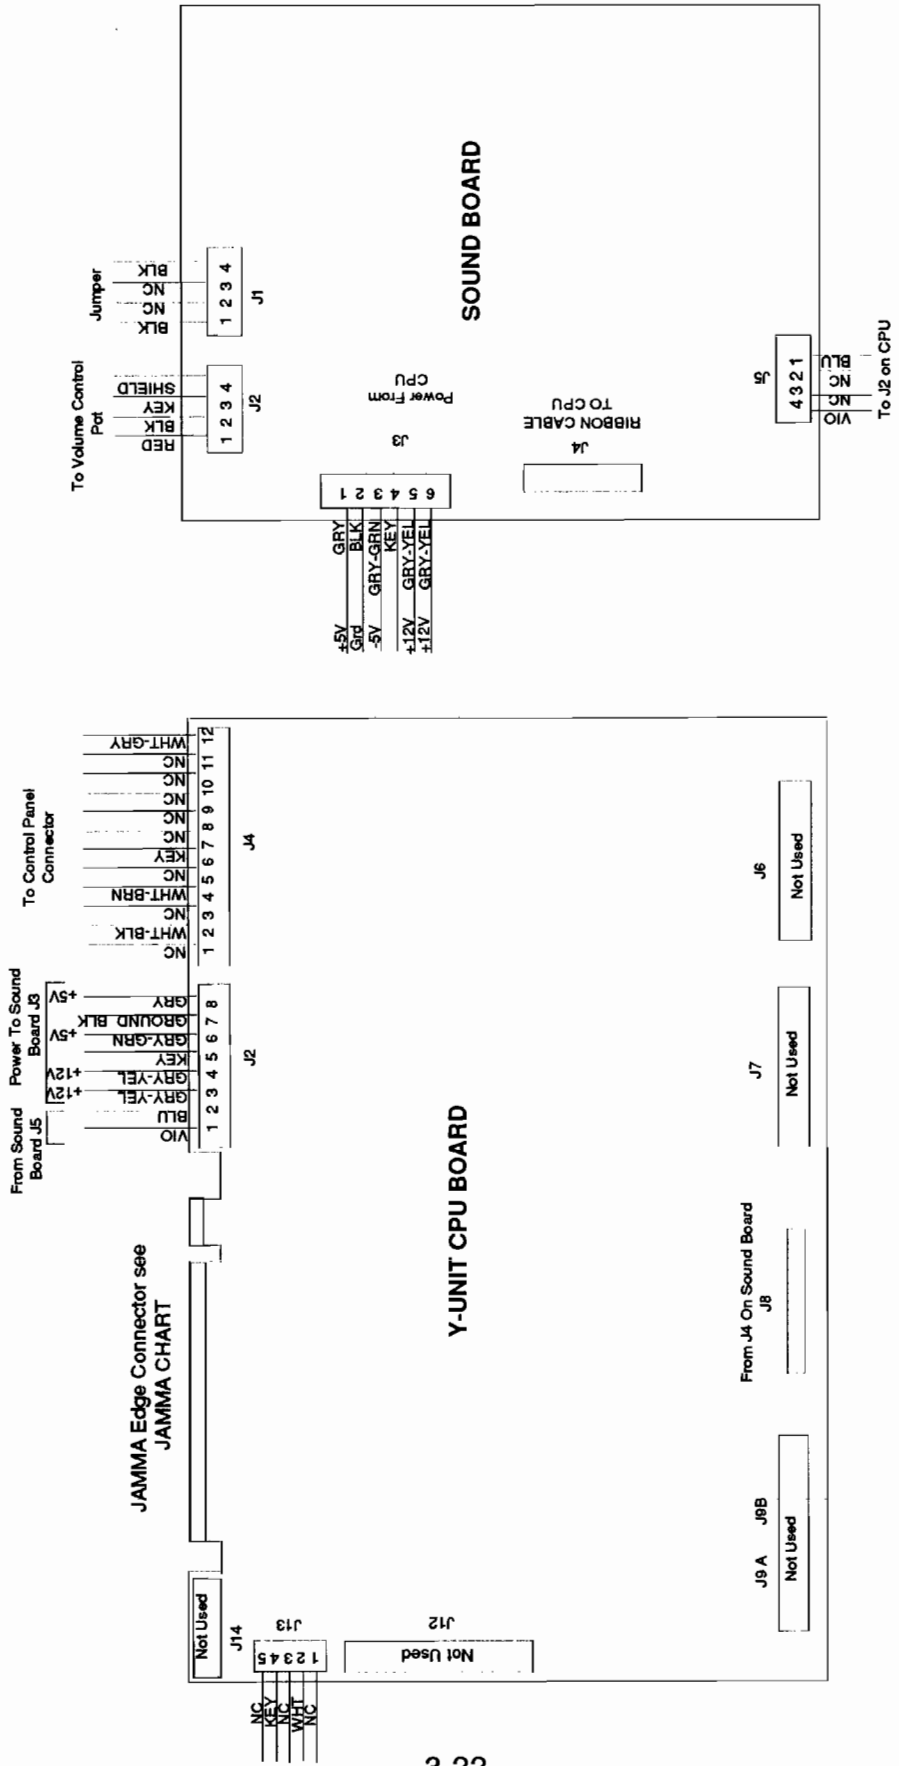 SOUND BOARD
Jumper
BLK
NC
NC
BLK
1 2 3 4
J1
To Volume Control
Pot
RED
BLK
KEY
SHIELD
1 2 3 4
J2
Power From
CPU
J3
1 2 3 4 5 6
GRY
BLK
GRY-GRN
KEY
GRY-YEL
GRY-YEL
+5V
Grd
-5V
+12V
+12V
RIBBON CABLE
TO CPU
J4
J5
4 3 2 1
VIO
NC
NC
BLU
To J2 on CPU
Y-UNIT CPU BOARD
To Control Panel
Connector
NC
WHT-BLK
NC
WHT-BRN
NC
KEY
NC
NC
NC
NC
NC
WHT-GRY
1 2 3 4 5 6 7 8 9 10 11 12
J4
From Sound
Board J5
Power To Sound
Board J3
+12V
+12V
+5V
+5V
VIO
BLU
GRY-YEL
GRY-YEL
KEY
GRY-GRN
GROUND BLK
GRY
1 2 3 4 5 6 7 8
J2
JAMMA Edge Connector see
JAMMA CHART
Not Used
J14
J13
1 2 3 4 5
NC
KEY
NC
WHT
NC
J12
Not Used
J9 A
J9B
Not Used
From J4 On Sound Board
J8
J7
Not Used
J6
Not Used